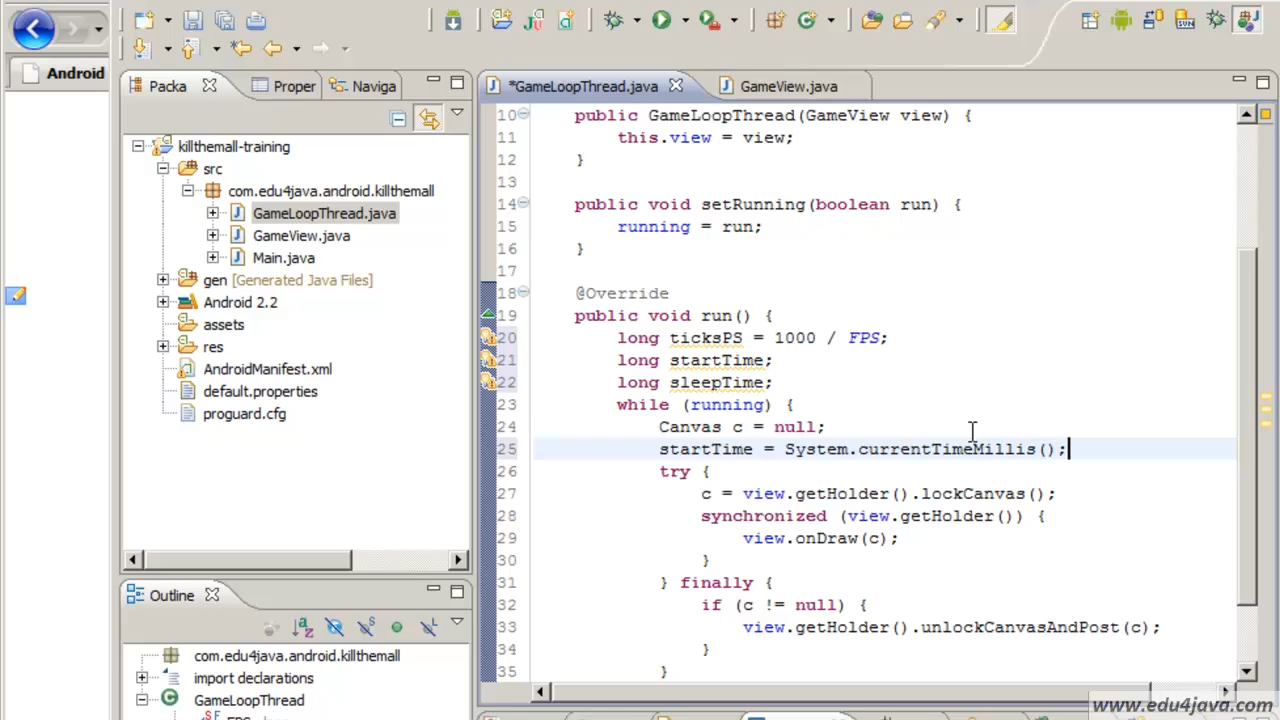 Android
Packa
Proper
Naviga
killthemall-training
src
com.edu4java.android.killthemall
GameLoopThread.java
GameView.java
Main.java
gen [Generated Java Files]
Android 2.2
assets
res
AndroidManifest.xml
default.properties
proguard.cfg
Outline
com.edu4java.android.killthemall
import declarations
GameLoopThread
*GameLoopThread.java
GameView.java
10 public GameLoopThread(GameView view) {
11 this.view = view;
12 }
13
14 public void setRunning(boolean run) {
15 running = run;
16 }
17
18 @Override
19 public void run() {
20 long ticksPS = 1000 / FPS;
21 long startTime;
22 long sleepTime;
23 while (running) {
24 Canvas c = null;
25 startTime = System.currentTimeMillis();
26 try {
27 c = view.getHolder().lockCanvas();
28 synchronized (view.getHolder()) {
29 view.onDraw(c);
30 }
31 } finally {
32 if (c != null) {
33 view.getHolder().unlockCanvasAndPost(c);
34 }
35 }
www.edu4java.com